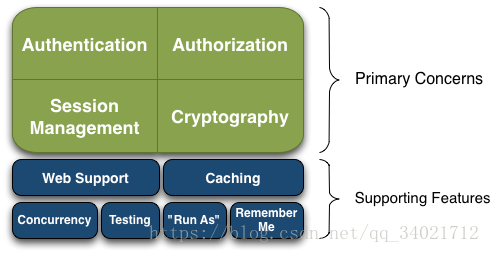 Authentication
Authorization
Session
Management
Cryptography
Primary Concerns
Web Support
Caching
Concurrency
Testing
"Run As"
Remember
Me
Supporting Features
https://blog.csdn.net/qq_34021712